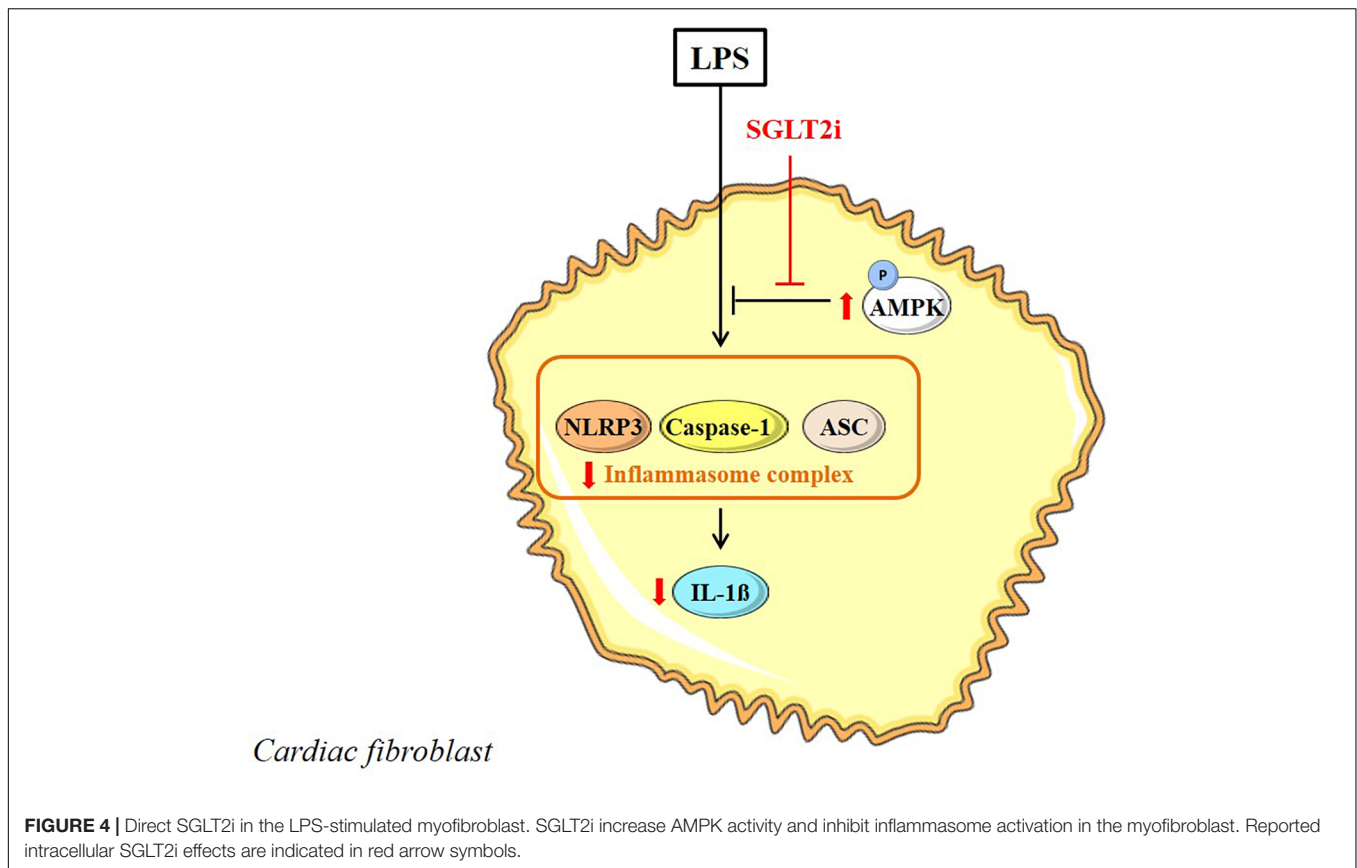 LPS
SGLT2i
P
AMPK
NLRP3 Caspase-1 ASC
Inflammasome complex
IL-1ß
Cardiac fibroblast
FIGURE 4 | Direct SGLT2i in the LPS-stimulated myofibroblast. SGLT2i increase AMPK activity and inhibit inflammasome activation in the myofibroblast. Reported
intracellular SGLT2i effects are indicated in red arrow symbols.